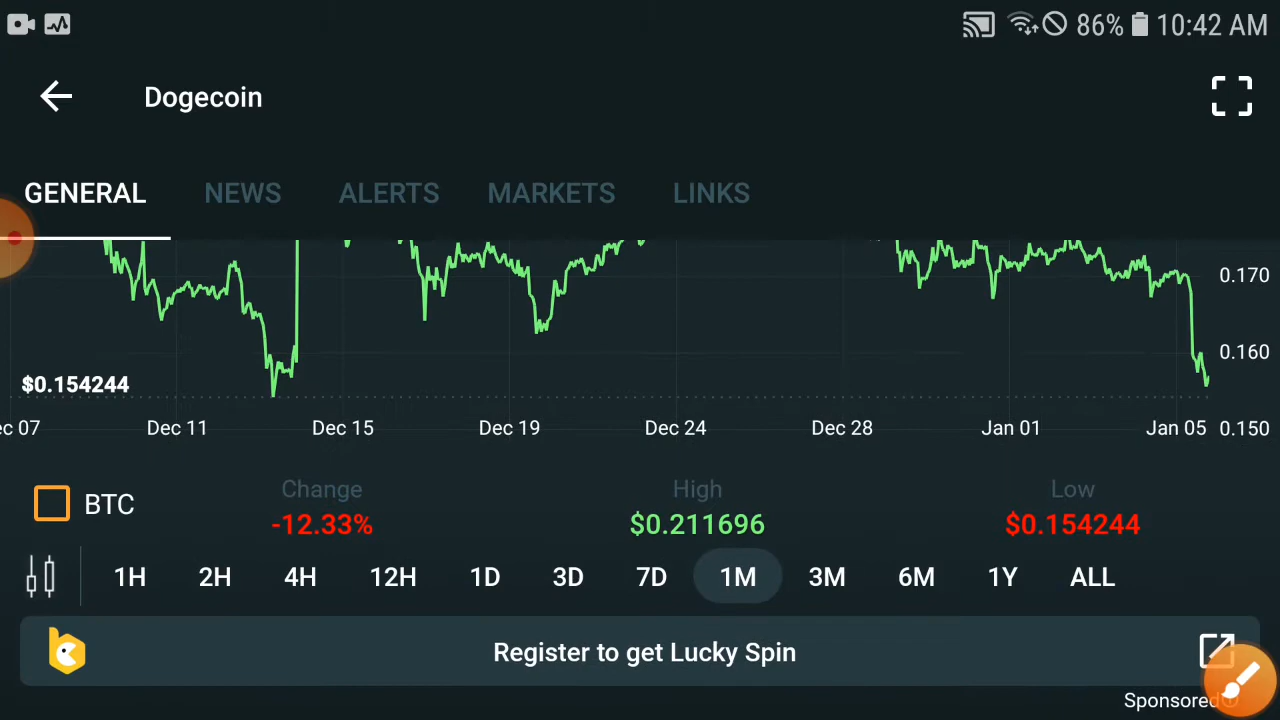 86% 10:42 AM
Dogecoin
GENERAL NEWS ALERTS MARKETS LINKS
0.170
0.160
$0.154244
ec 07 Dec 11 Dec 15 Dec 19 Dec 24 Dec 28 Jan 01 Jan 05 0.150
BTC
Change High Low
-12.33% $0.211696 $0.154244
1H 2H 4H 12H 1D 3D 7D 1M 3M 6M 1Y ALL
Register to get Lucky Spin
Sponsored